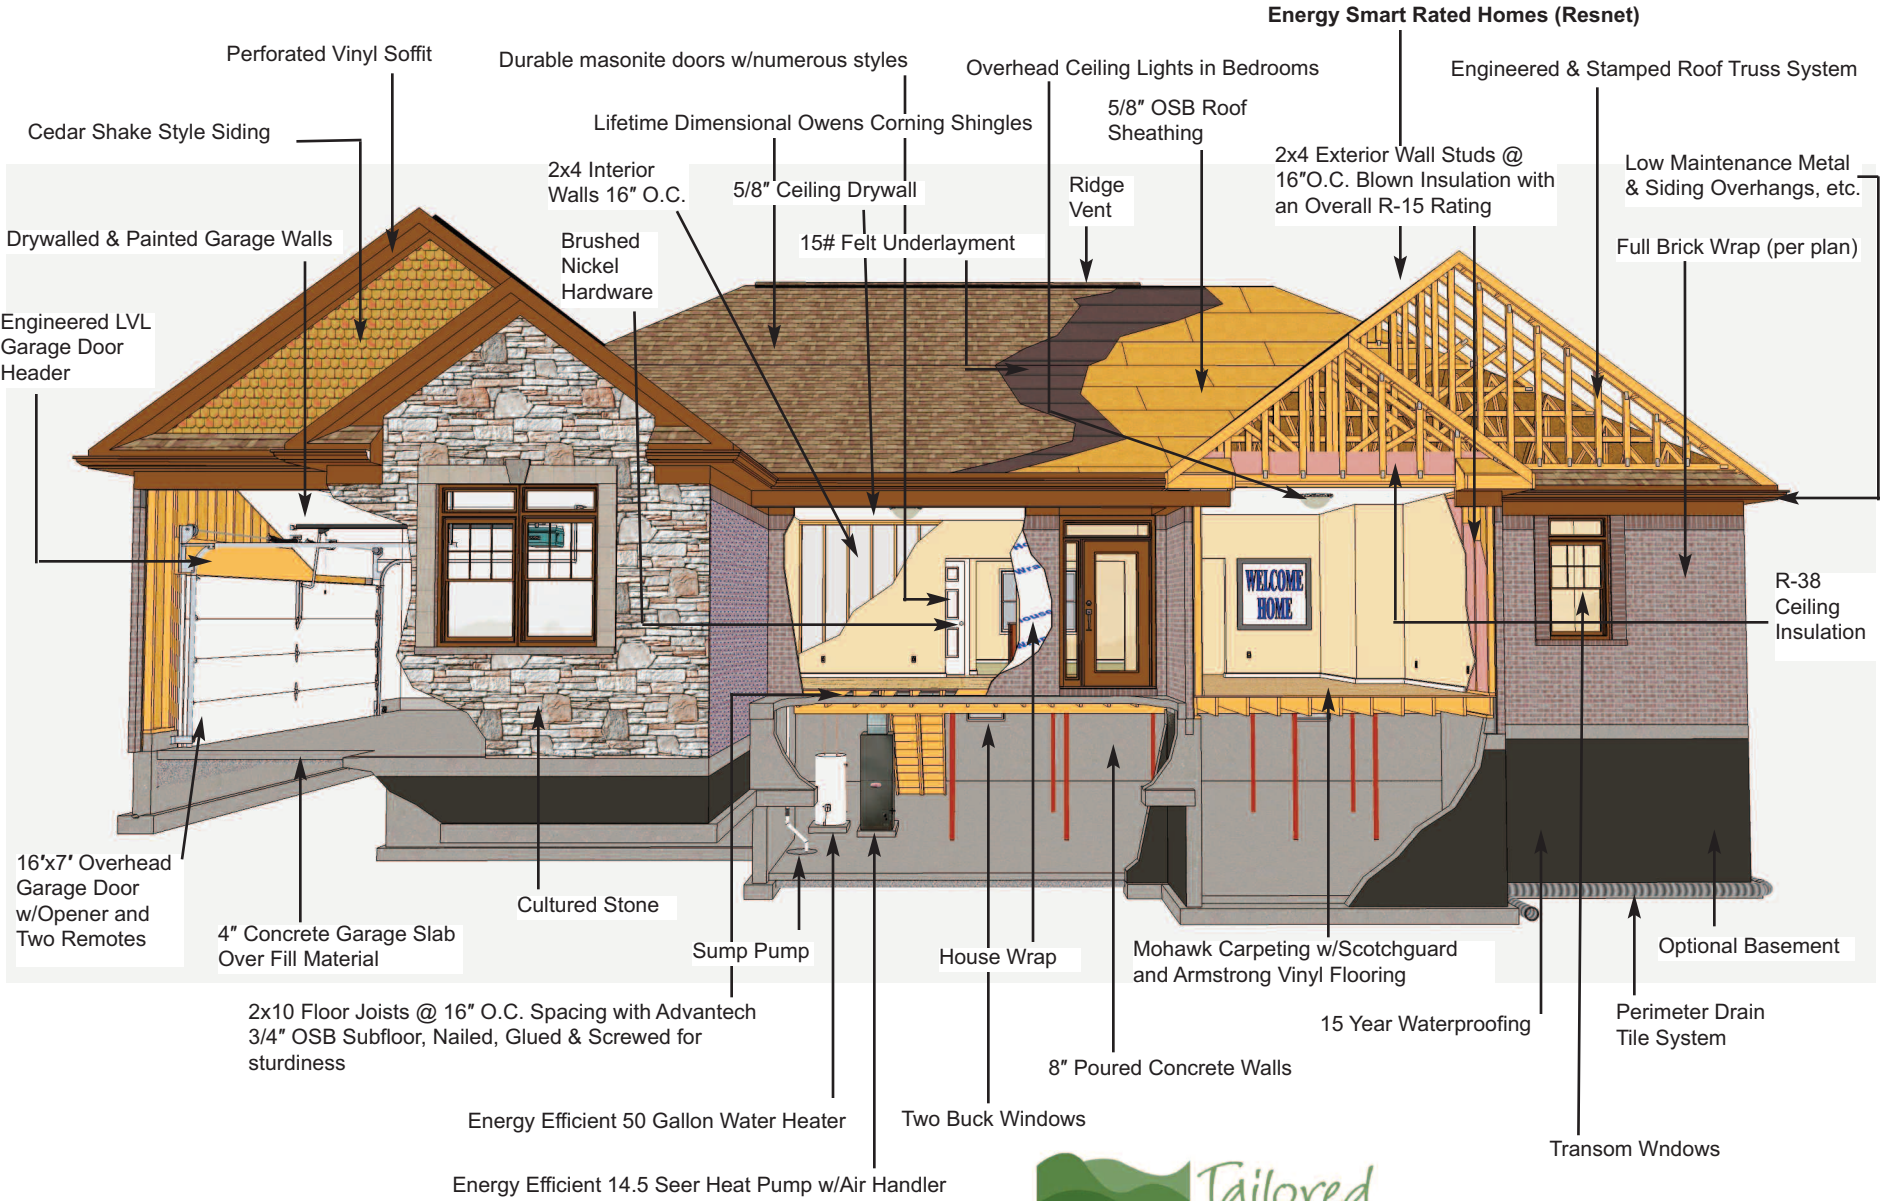 Energy Smart Rated Homes (Resnet)
Perforated Vinyl Soffit
Durable masonite doors w/numerous styles
Overhead Ceiling Lights in Bedrooms
Engineered & Stamped Roof Truss System
Cedar Shake Style Siding
Lifetime Dimensional Owens Corning Shingles
5/8" OSB Roof
Sheathing
2x4 Exterior Wall Studs @
16"O.C. Blown Insulation with
an Overall R-15 Rating
Low Maintenance Metal
& Siding Overhangs, etc.
2x4 Interior
Walls 16" O.C.
5/8" Ceiling Drywall
Ridge
Vent
Drywalled & Painted Garage Walls
Brushed
Nickel
Hardware
15# Felt Underlayment
Full Brick Wrap (per plan)
Engineered LVL
Garage Door
Header
WELCOME
HOME
R-38
Ceiling
Insulation
16'x7' Overhead
Garage Door
w/Opener and
Two Remotes
4" Concrete Garage Slab
Over Fill Material
Cultured Stone
Sump Pump
House Wrap
Mohawk Carpeting w/Scotchguard
and Armstrong Vinyl Flooring
Optional Basement
2x10 Floor Joists @ 16" O.C. Spacing with Advantech
3/4" OSB Subfloor, Nailed, Glued & Screwed for
sturdiness
15 Year Waterproofing
Perimeter Drain
Tile System
8" Poured Concrete Walls
Energy Efficient 50 Gallon Water Heater
Two Buck Windows
Transom Wndows
Energy Efficient 14.5 Seer Heat Pump w/Air Handler
Tailored